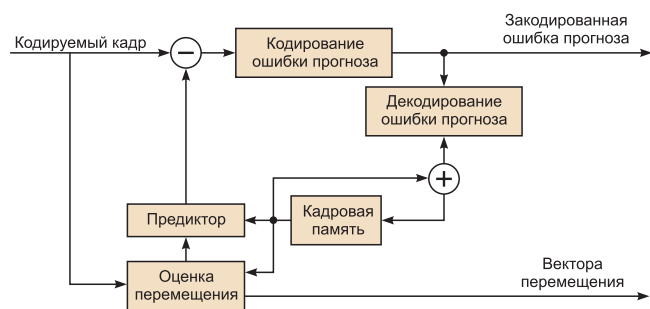 Кодируемый кадр
−
Кодирование
ошибки прогноза
Закодированная
ошибка прогноза
Декодирование
ошибки прогноза
+
Предиктор
Кадровая
память
Оценка
перемещения
Вектора
перемещения